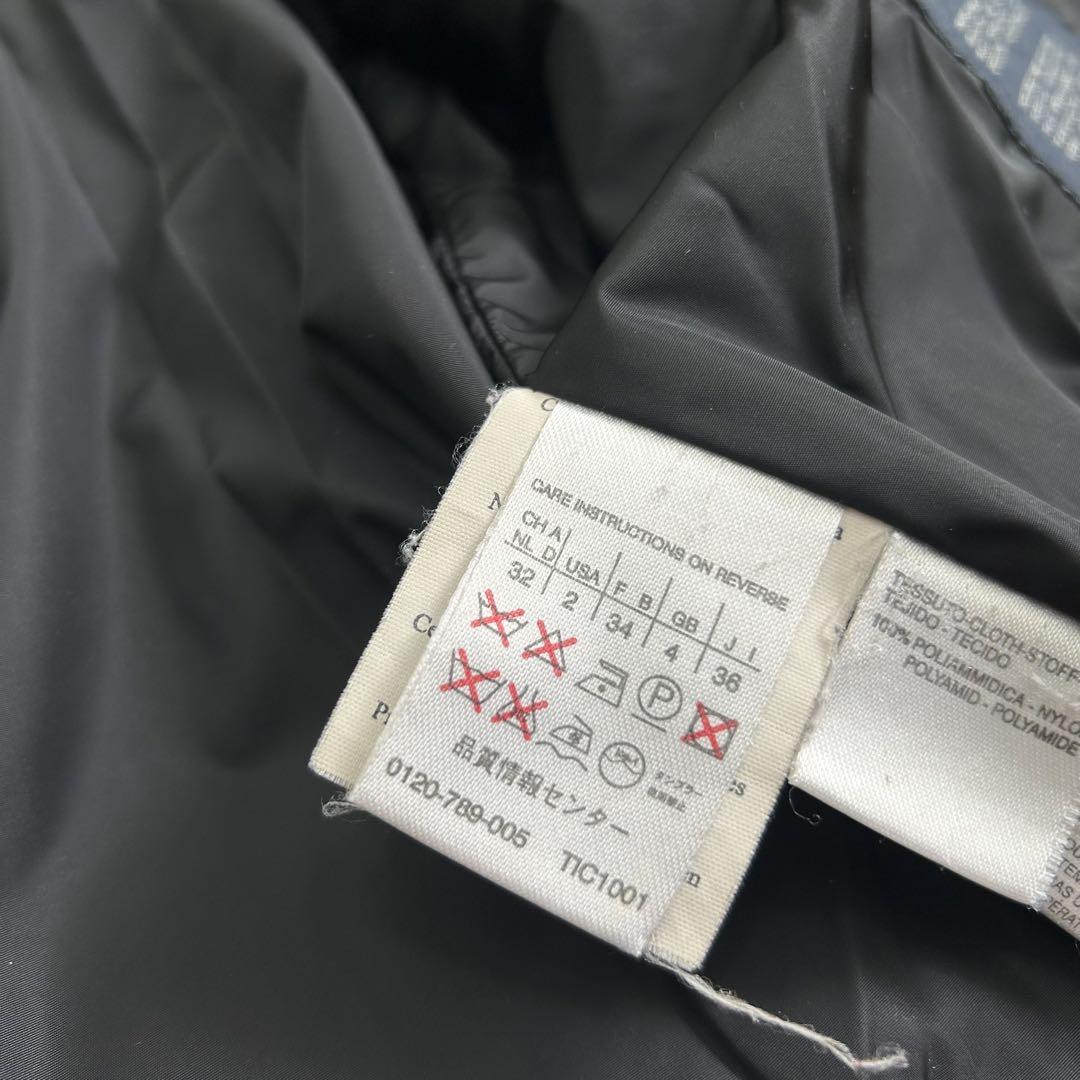 CARE INSTRUCTIONS ON REVERSE
CH A
NL D USA F B GB J I
32 2 34 4 36
P
品質情報センター
0120-789-005 TIC1001
C
N
Ce
P
m
TESSUTO-CLOTH-STOFF-
TEJIDO - TECIDO
100% POLIAMMIDICA - NYLO
POLYAMID - POLYAMIDE